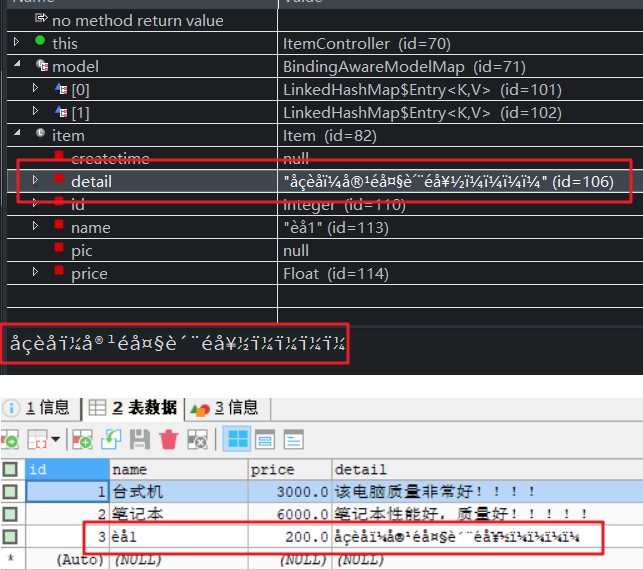 Name Value
no method return value
this ItemController (id=70)
model BindingAwareModelMap (id=71)
[0] LinkedHashMap$Entry<K,V> (id=101)
[1] LinkedHashMap$Entry<K,V> (id=102)
item Item (id=82)
createtime null
detail "åçèåï¼å®¹éå¤§è´¨éå¥½ï¼ï¼ï¼ï¼" (id=106)
id Integer (id=110)
name "èå1" (id=113)
pic null
price Float (id=114)
åçèåï¼å®¹éå¤§è´¨éå¥½ï¼ï¼ï¼ï¼
1 信息 2 表数据 3 信息
id name price detail
1 台式机 3000.0 该电脑质量非常好！！！！
2 笔记本 6000.0 笔记本性能好，质量好！！！！！
3 èå1 200.0 åçèåï¼å®¹éå¤§è´¨éå¥½ï¼ï¼ï¼ï¼
* (Auto) (NULL) (NULL) (NULL)